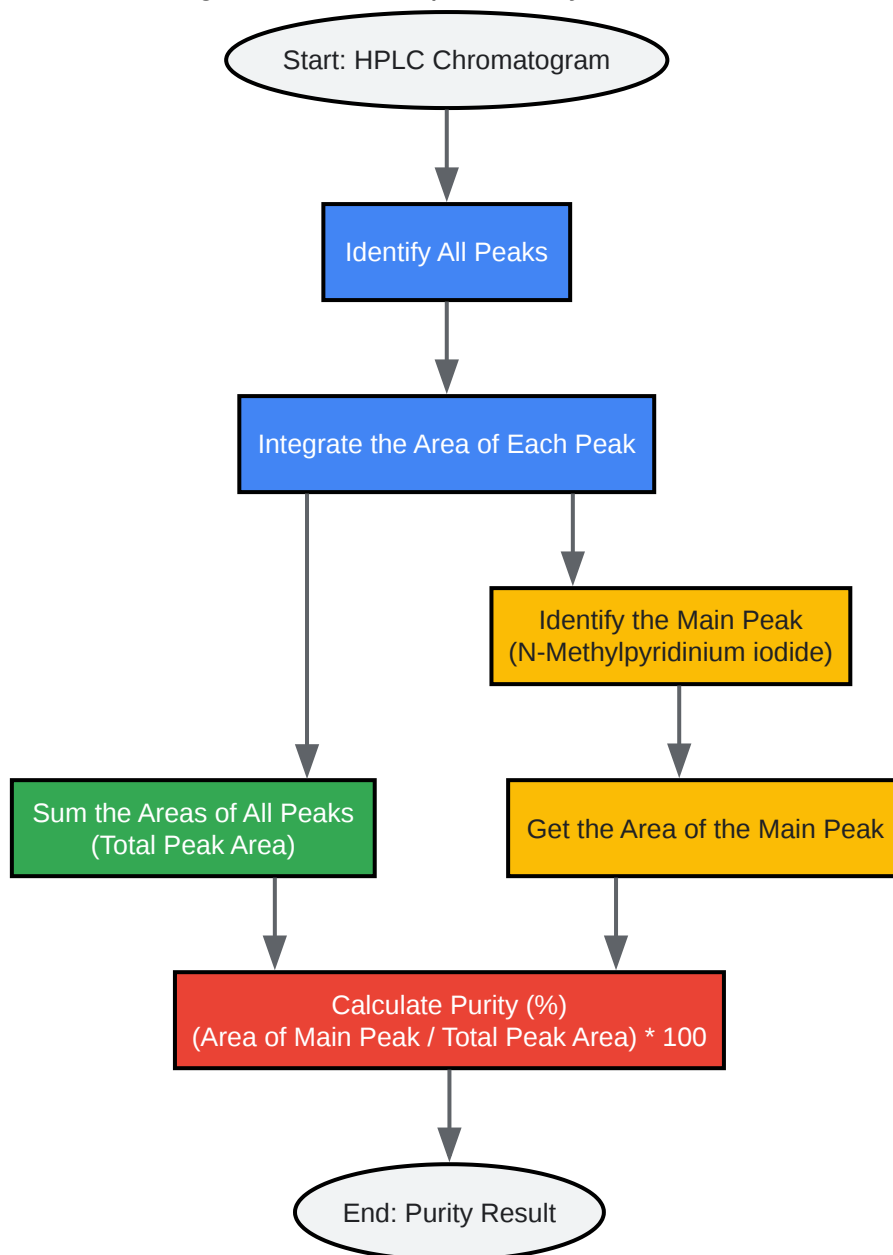 Start: HPLC Chromatogram
Identify All Peaks
Integrate the Area of Each Peak
Identify the Main Peak
(N-Methylpyridinium iodide)
Sum the Areas of All Peaks
(Total Peak Area)
Get the Area of the Main Peak
Calculate Purity (%)
(Area of Main Peak / Total Peak Area) * 100
End: Purity Result